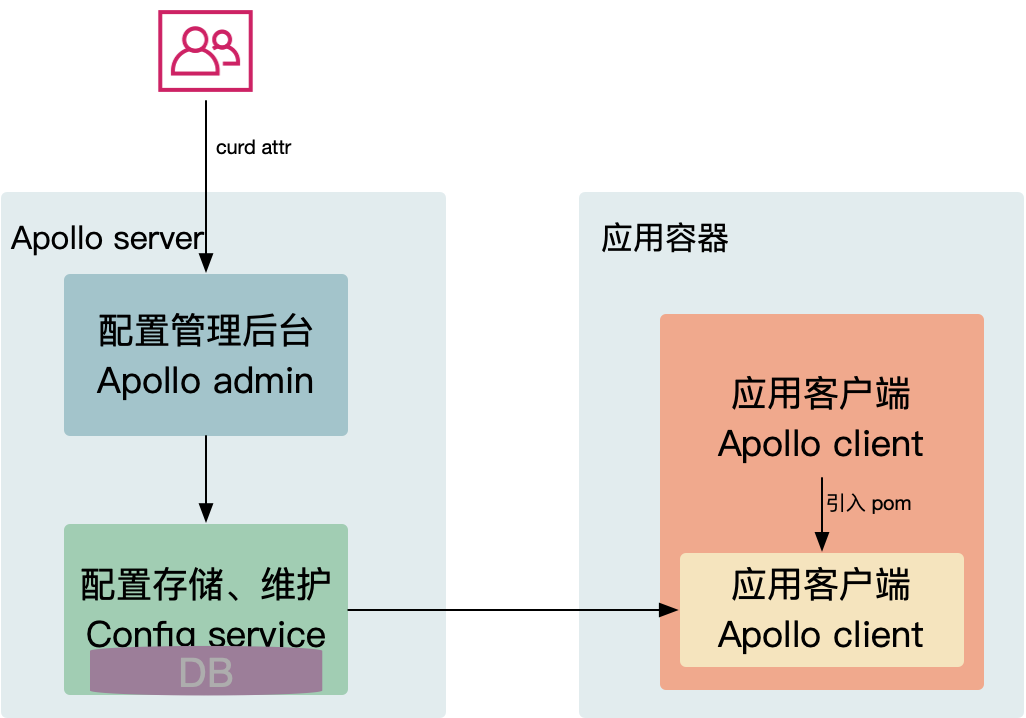 curd attr
Apollo server
配置管理后台
Apollo admin
配置存储、维护
Config service
DB
应用容器
应用客户端
Apollo client
引入 pom
应用客户端
Apollo client